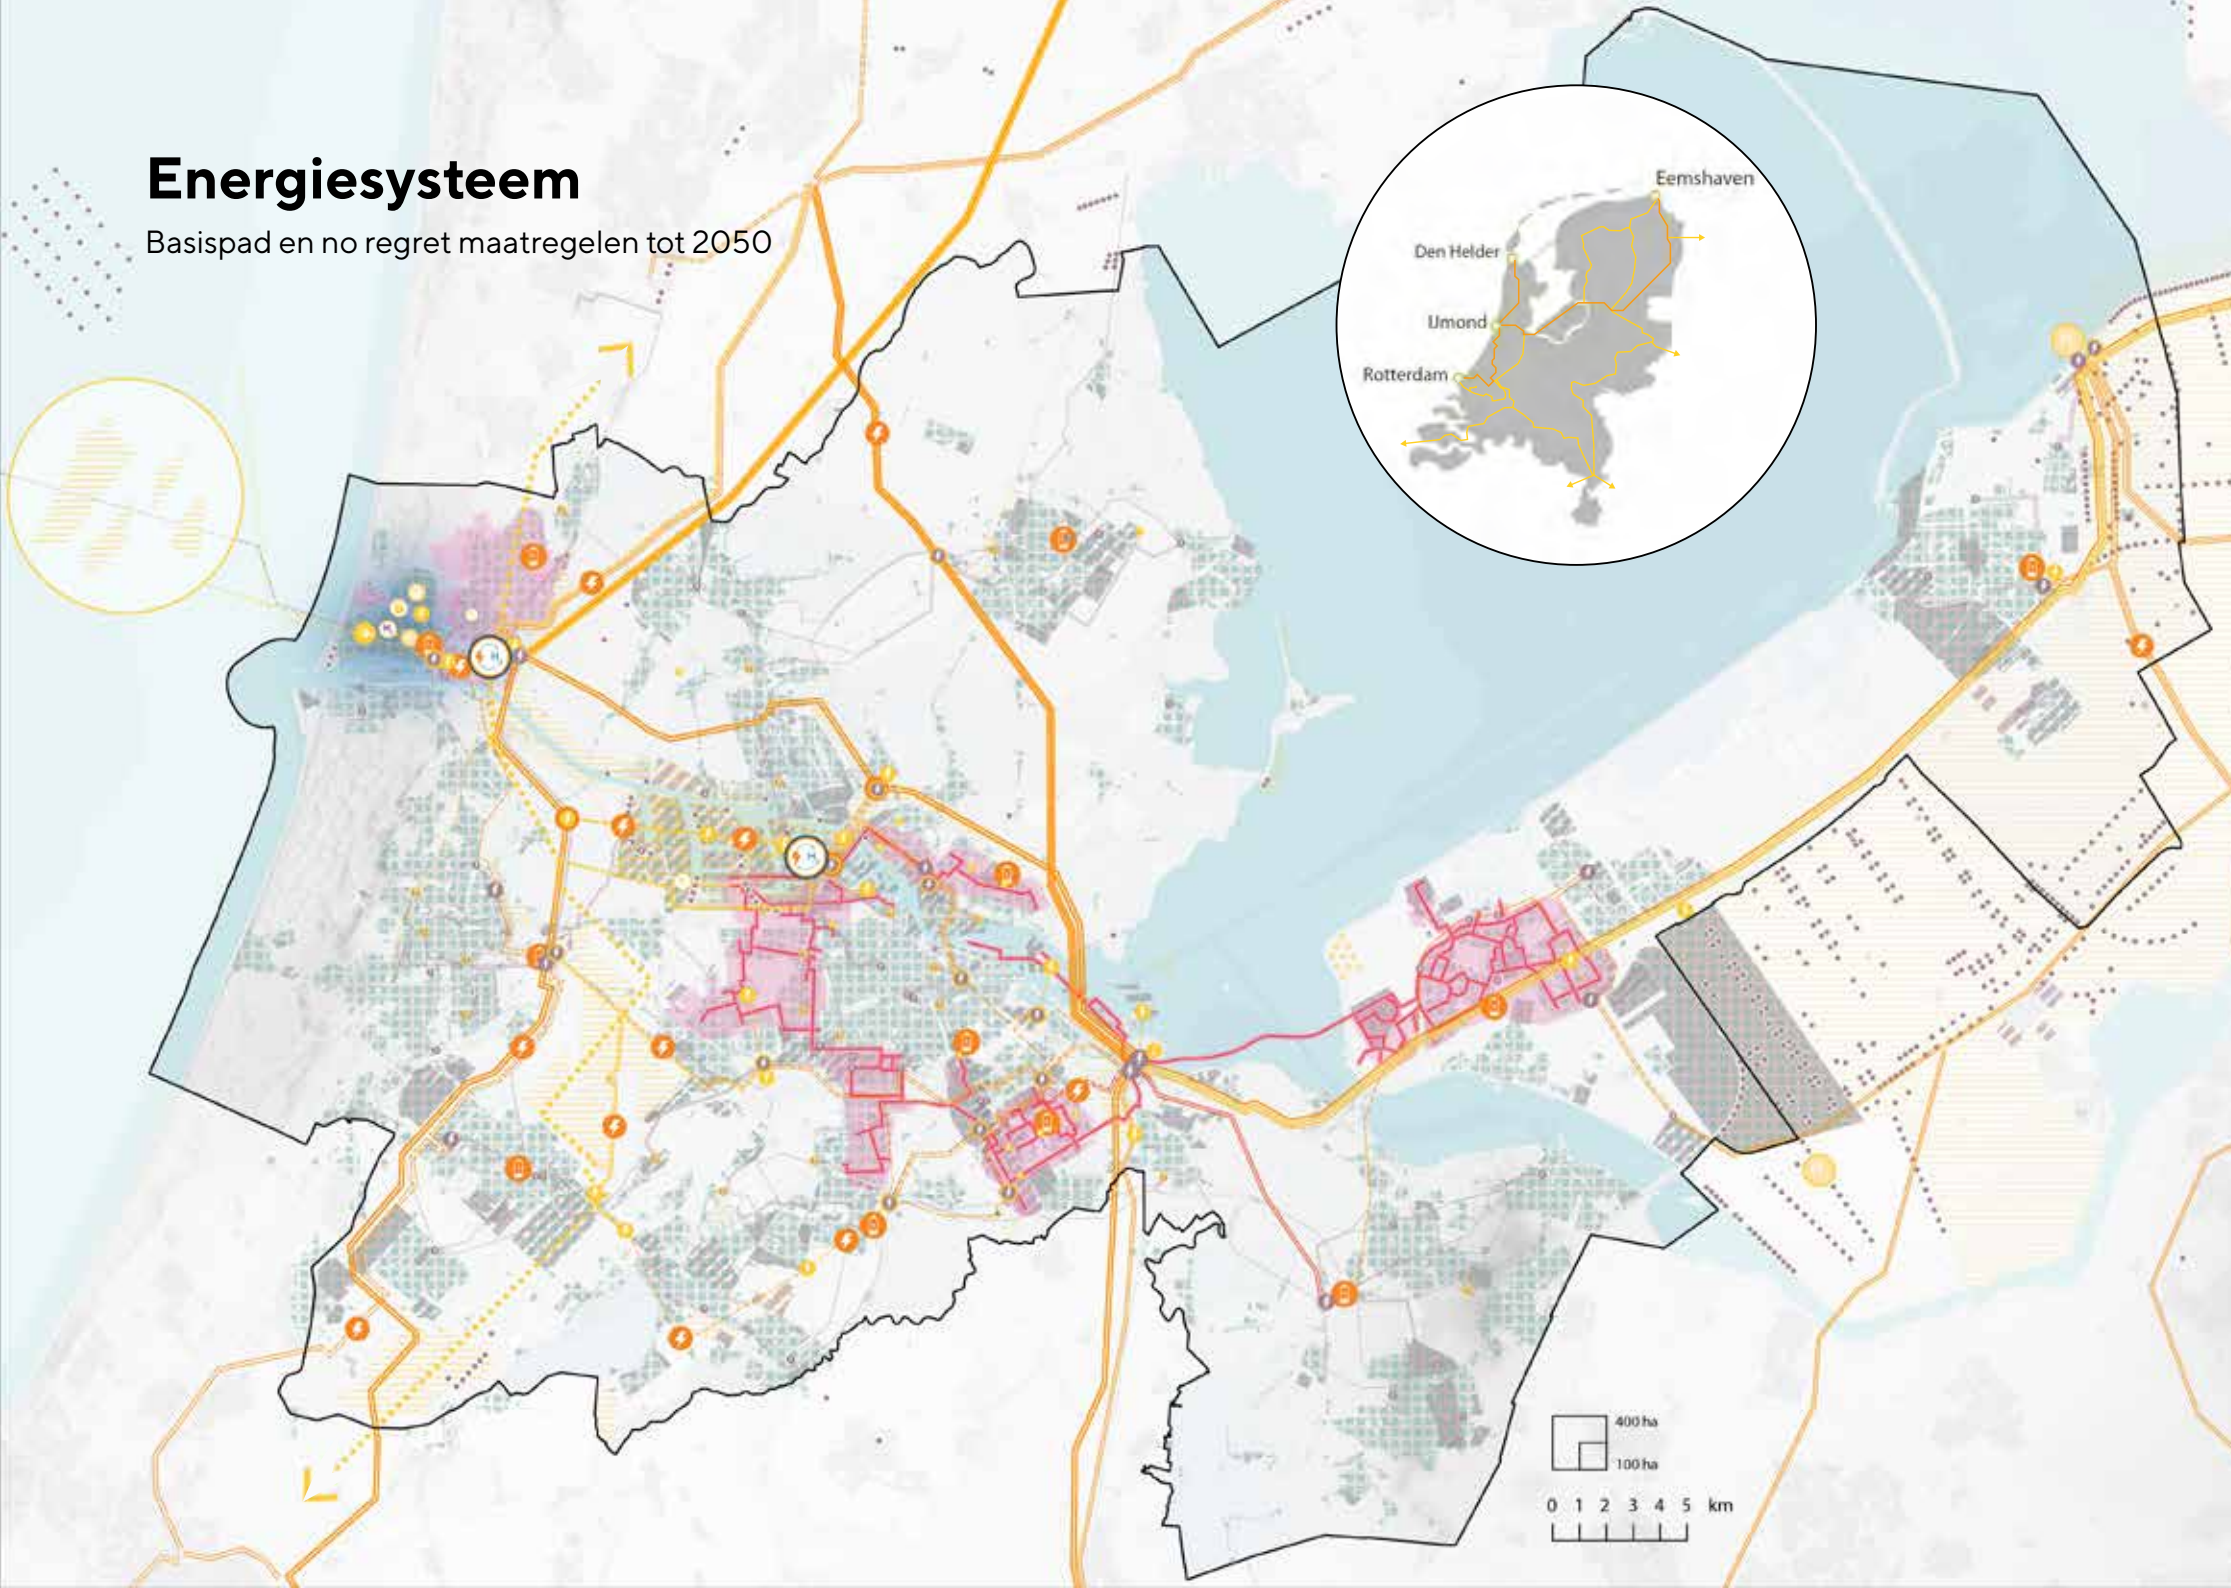 Energiesysteem
Basispad en no regret maatregelen tot 2050
Eemshaven
Den Helder
IJmond
Rotterdam
H
H
400 ha
100 ha
0 1 2 3 4 5 km